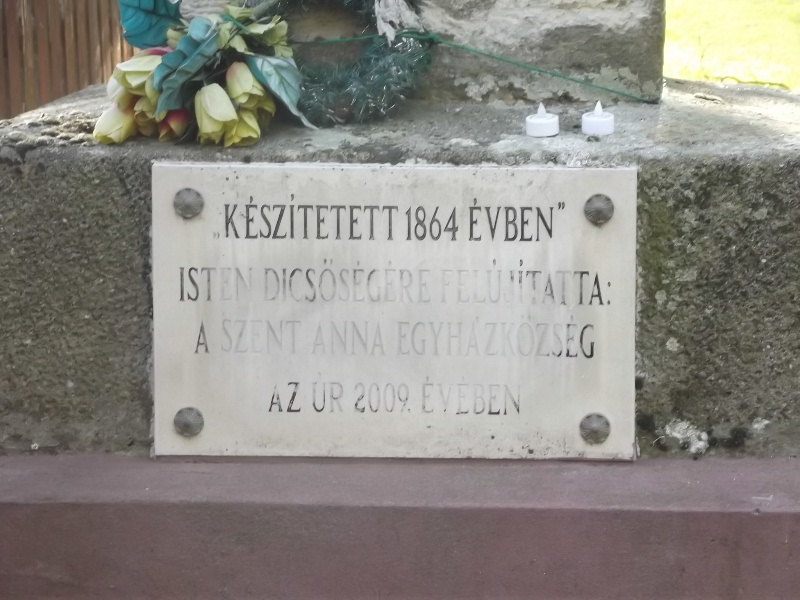 „KÉSZÍTETETT 1864 ÉVBEN"
ISTEN DICSŐSÉGÉRE FELÚJÍTATTA:
A SZENT ANNA EGYHÁZKÖZSÉG
AZ ÚR 2009. ÉVÉBEN